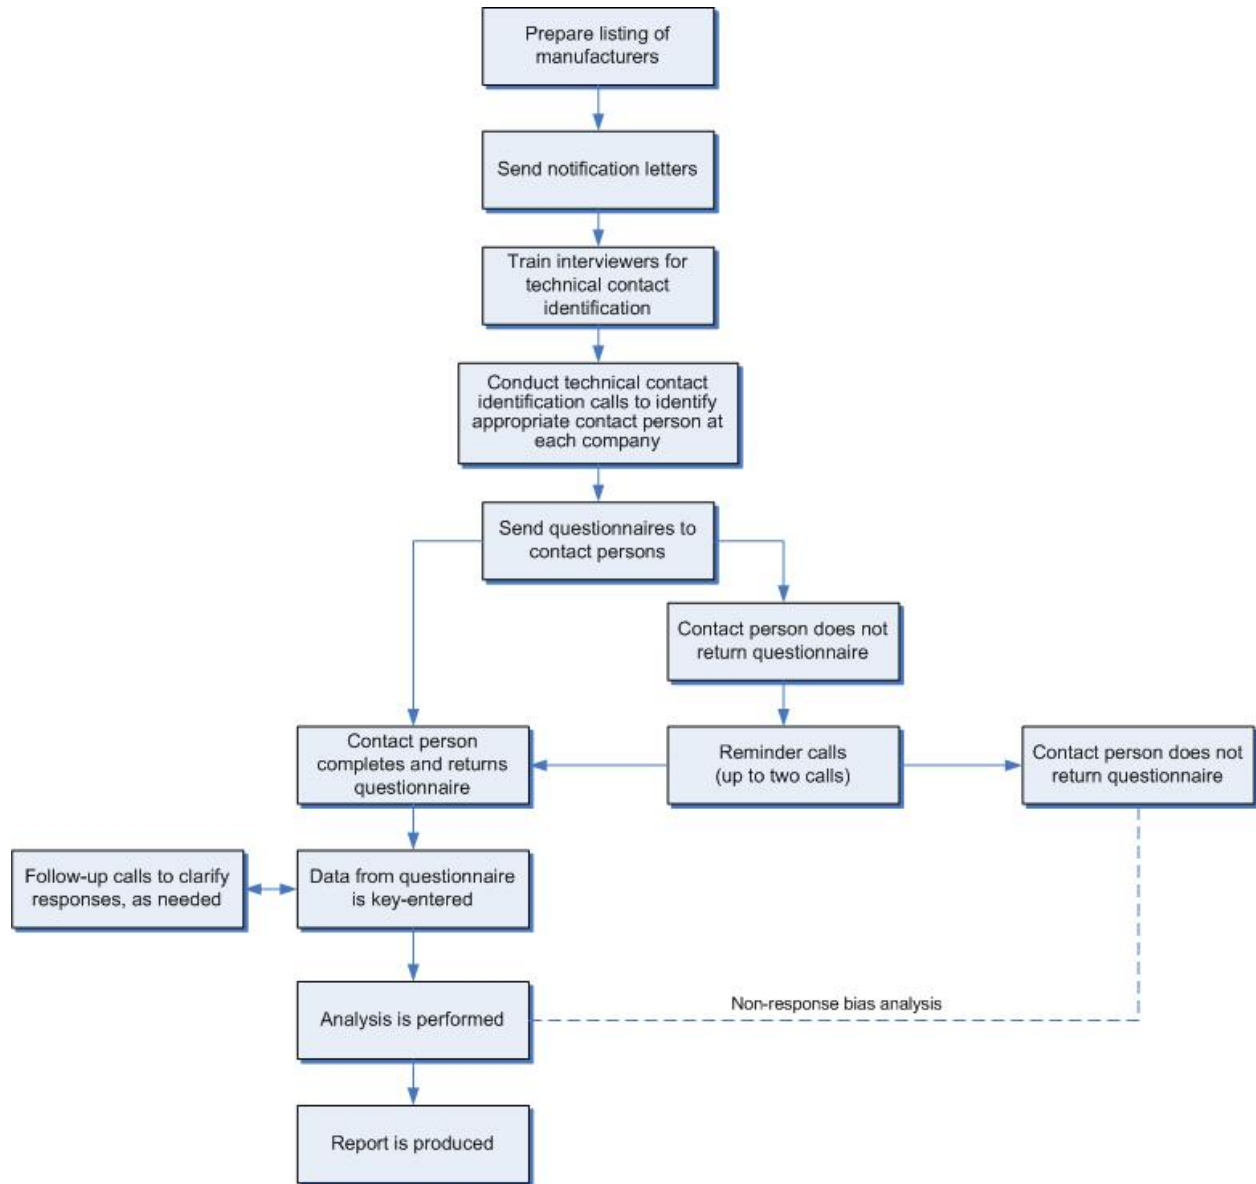 Prepare listing of
manufacturers
Send notification letters
Train interviewers for
technical contact
identification
Conduct technical contact
identification calls to identify
appropriate contact person at
each company
Send questionnaires to
contact persons
Contact person does not
return questionnaire
Contact person
completes and returns
questionnaire
Reminder calls
(up to two calls)
Contact person does not
return questionnaire
Follow-up calls to clarify
responses, as needed
Data from questionnaire
is key-entered
Analysis is performed
Non-response bias analysis
Report is produced